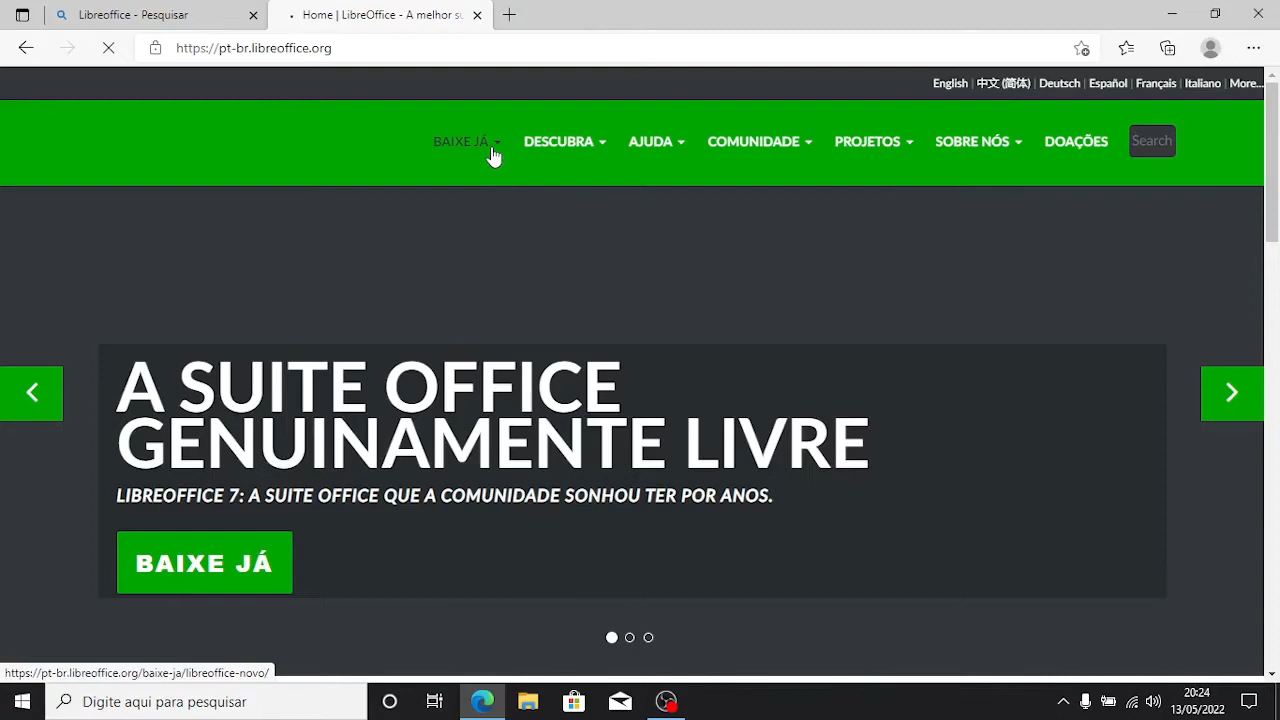 LibreOffice - Pesquisar
Home | LibreOffice - A melhor su
https://pt-br.libreoffice.org
English 中文 (简体) Deutsch Español Français Italiano More...
BAIXE JÁ DESCUBRA AJUDA COMUNIDADE PROJETOS SOBRE NÓS DOAÇÕES Search
A SUITE OFFICE
GENUINAMENTE LIVRE
LIBREOFFICE 7: A SUITE OFFICE QUE A COMUNIDADE SONHOU TER POR ANOS.
BAIXE JÁ
https://pt-br.libreoffice.org/baixe-ja/libreoffice-novo/
Digite aqui para pesquisar
20:24
13/05/2022